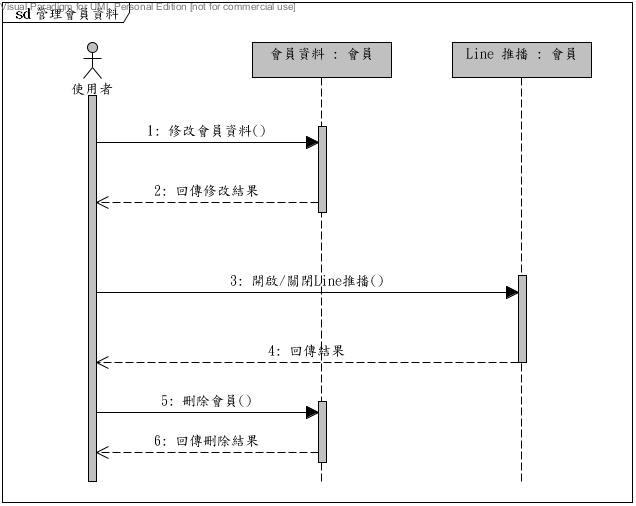 Visual Paradigm for UML Personal Edition [not for commercial use]
sd 管理會員資料
使用者
會員資料 : 會員
Line 推播 : 會員
1: 修改會員資料()
2: 回傳修改結果
3: 開啟/關閉Line推播()
4: 回傳結果
5: 刪除會員()
6: 回傳刪除結果